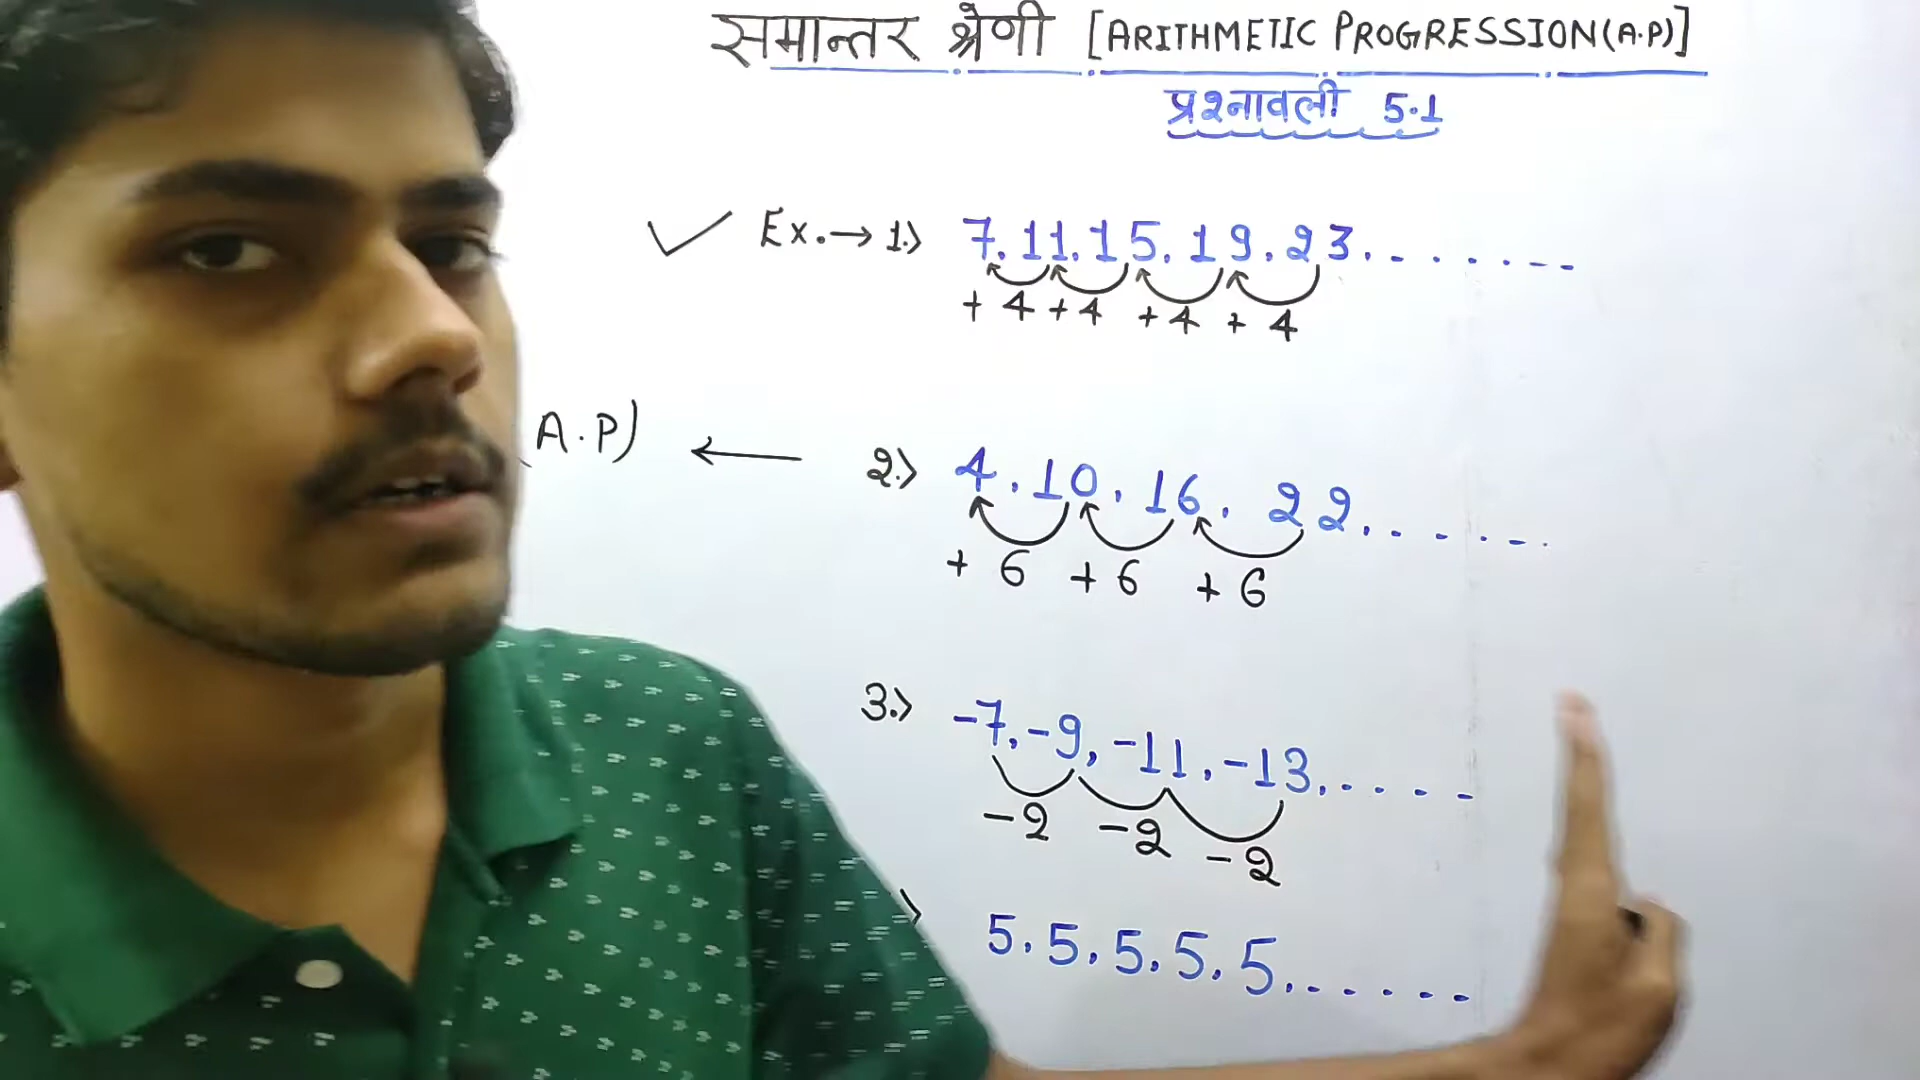 समान्तर श्रेणी [ARITHMETIC PROGRESSION(A.P)]
प्रश्नावली 5.1
Ex.→ 1.> 7. 11. 15. 19. 23. . . . . . - -
+ 4 + 4 + 4 + 4
(A.P) ← 2.> 4. 10. 16. 22. . . . . - .
+ 6 + 6 + 6
3.> -7, -9, -11, -13, . . . - -
-2 -2 -2
> 5. 5. 5. 5. 5. . . . . - -